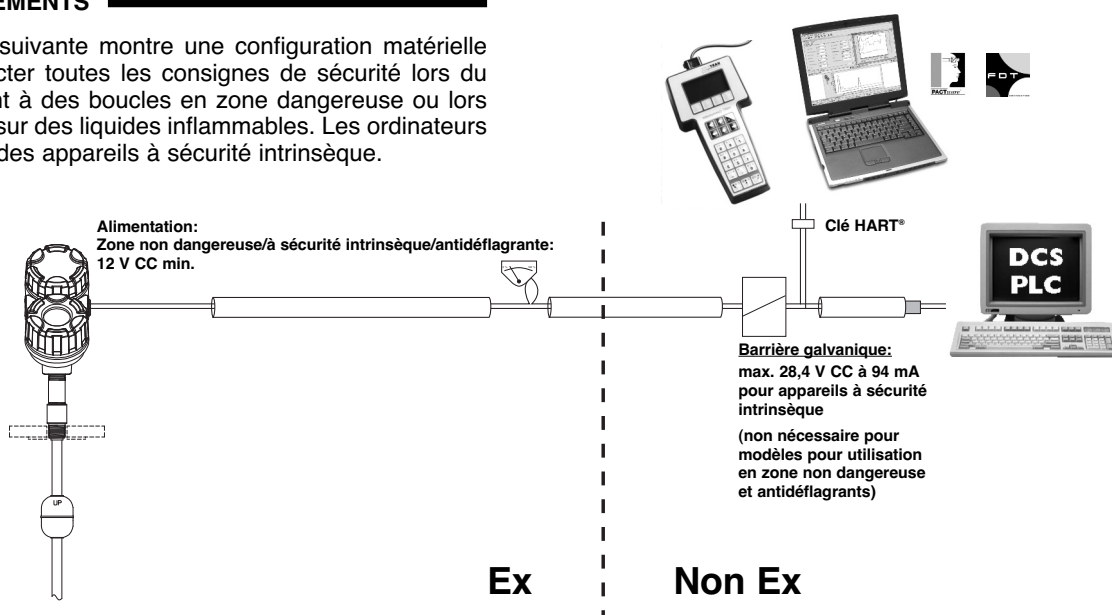 suivante montre une configuration matérielle
toutes les consignes de sécurité lors du
à des boucles en zone dangereuse ou lors
sur des liquides inflammables. Les ordinateurs
des appareils à sécurité intrinsèque.
PACTware
FDT
Alimentation:
Zone non dangereuse/à sécurité intrinsèque/antidéflagrante:
12 V CC min.
Clé HART®
DCS
PLC
Barrière galvanique:
max. 28,4 V CC à 94 mA
pour appareils à sécurité
intrinsèque
(non nécessaire pour
modèles pour utilisation
en zone non dangereuse
et antidéflagrants)
UP
Ex
Non Ex